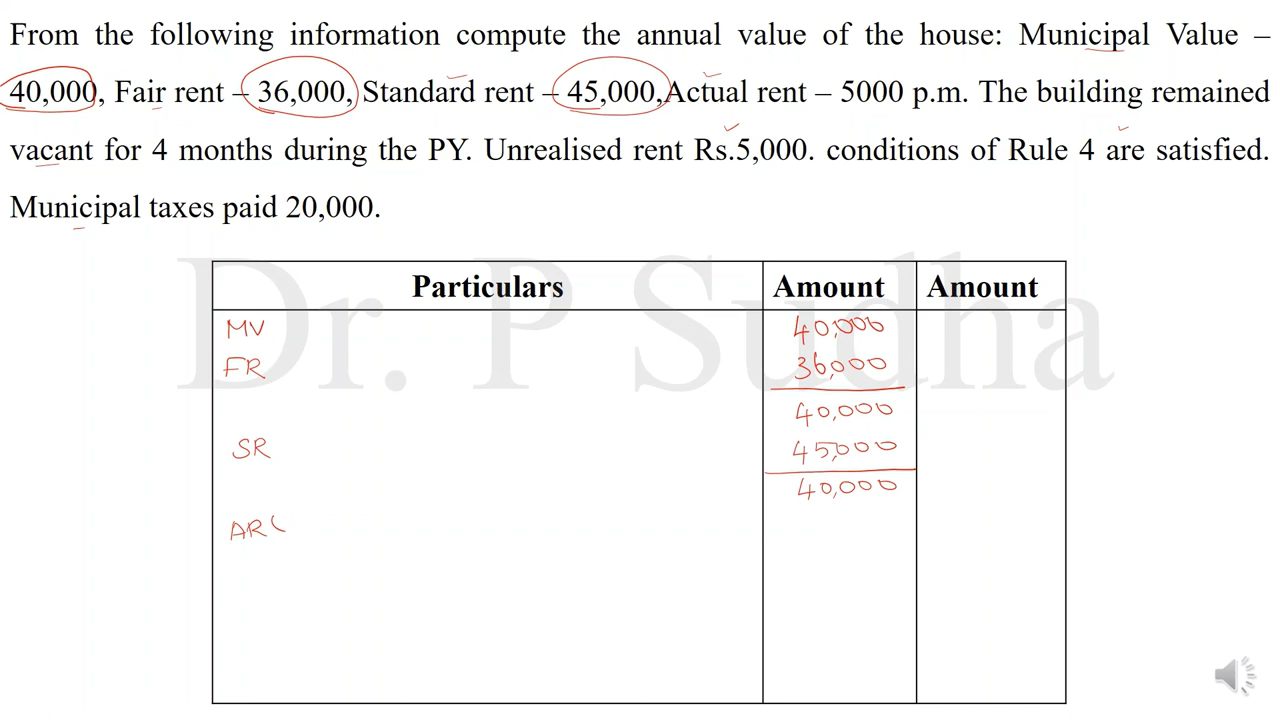 From the following information compute the annual value of the house: Municipal Value –
40,000, Fair rent – 36,000, Standard rent – 45,000,Actual rent – 5000 p.m. The building remained
vacant for 4 months during the PY. Unrealised rent Rs.5,000. conditions of Rule 4 are satisfied.
Municipal taxes paid 20,000.
Dr. P Sudha
Particulars Amount Amount
MV 40,000
FR 36,000
40,000
SR 45,000
40,000
AR(